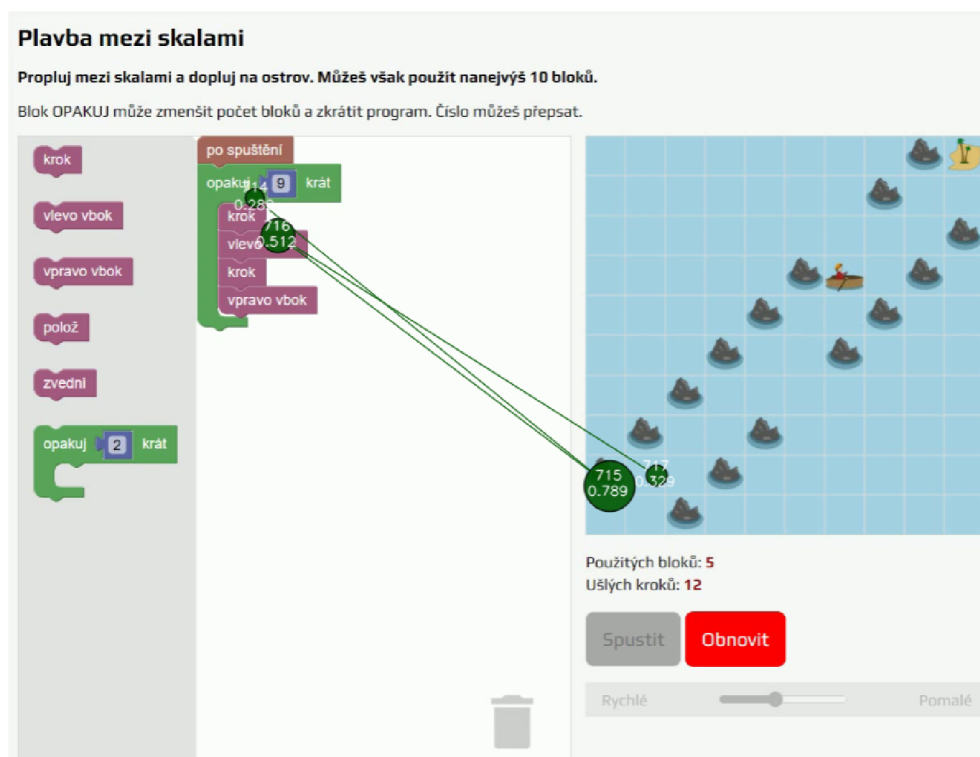 Plavba mezi skalami
Propluj mezi skalami a dopluj na ostrov. Můžeš však použít nanejvýš 10 bloků.
Blok OPAKUJ může zmenšit počet bloků a zkrátit program. Číslo můžeš přepsat.
krok
vlevo vbok
vpravo vbok
polož
zvedni
opakuj 2 krát
po spuštění
opakuj 9 krát
krok
vlevo
krok
vpravo vbok
716
0.512
715
0.789
717
0.329
Použitých bloků: 5
Ušlých kroků: 12
Spustit
Obnovit
Rychlé
Pomalé